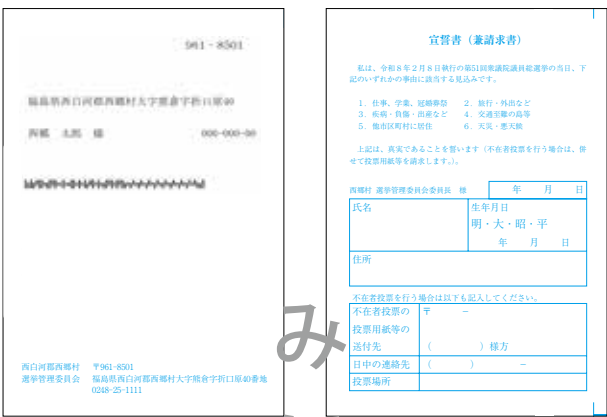 961-8501
福島県西白河郡西郷村大字熊倉字折口原40
西郷 太郎 様 000-000-00
西白河郡西郷村 〒961-8501
選挙管理委員会 福島県西白河郡西郷村大字熊倉字折口原40番地
0248-25-1111
み
宣誓書（兼請求書）
私は、令和８年２月８日執行の第51回衆議院議員総選挙の当日、下
記のいずれかの事由に該当する見込みです。
１．仕事、学業、冠婚葬祭 ２．旅行・外出など
３．疾病・負傷・出産など ４．交通至難の島等
５．他市区町村に居住 ６．天災・悪天候
上記は、真実であることを誓います（不在者投票を行う場合は、併
せて投票用紙等を請求します。）。
西郷村 選挙管理委員会委員長 様 年 月 日
氏名 生年月日
明・大・昭・平
年 月 日
住所
不在者投票を行う場合は以下も記入してください。
不在者投票の 〒 －
投票用紙等の
送付先 （ ）様方
日中の連絡先 （ ） －
投票場所